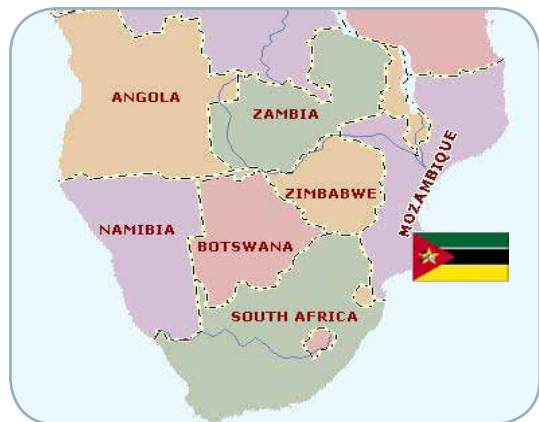 ANGOLA
ZAMBIA
MOZAMBIQUE
ZIMBABWE
NAMIBIA
BOTSWANA
SOUTH AFRICA